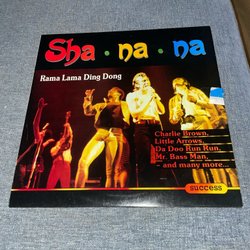 Sha • na • na
Rama Lama Ding Dong
Charlie Brown,
Little Arrows,
Da Doo Run Run,
Mr. Bass Man,
- and many more...
success